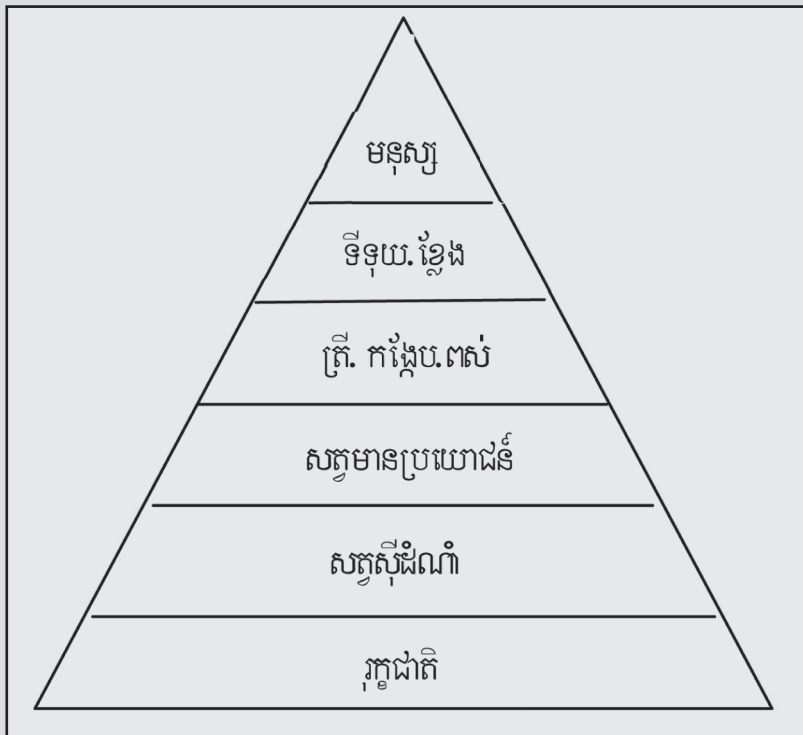 មនុស្ស
ទីទុយ. ខ្លែង
ត្រី. កង្កែប.ពស់
សត្វមានប្រយោជន៍
សត្វស៊ីដំណាំ
រុក្ខជាតិ